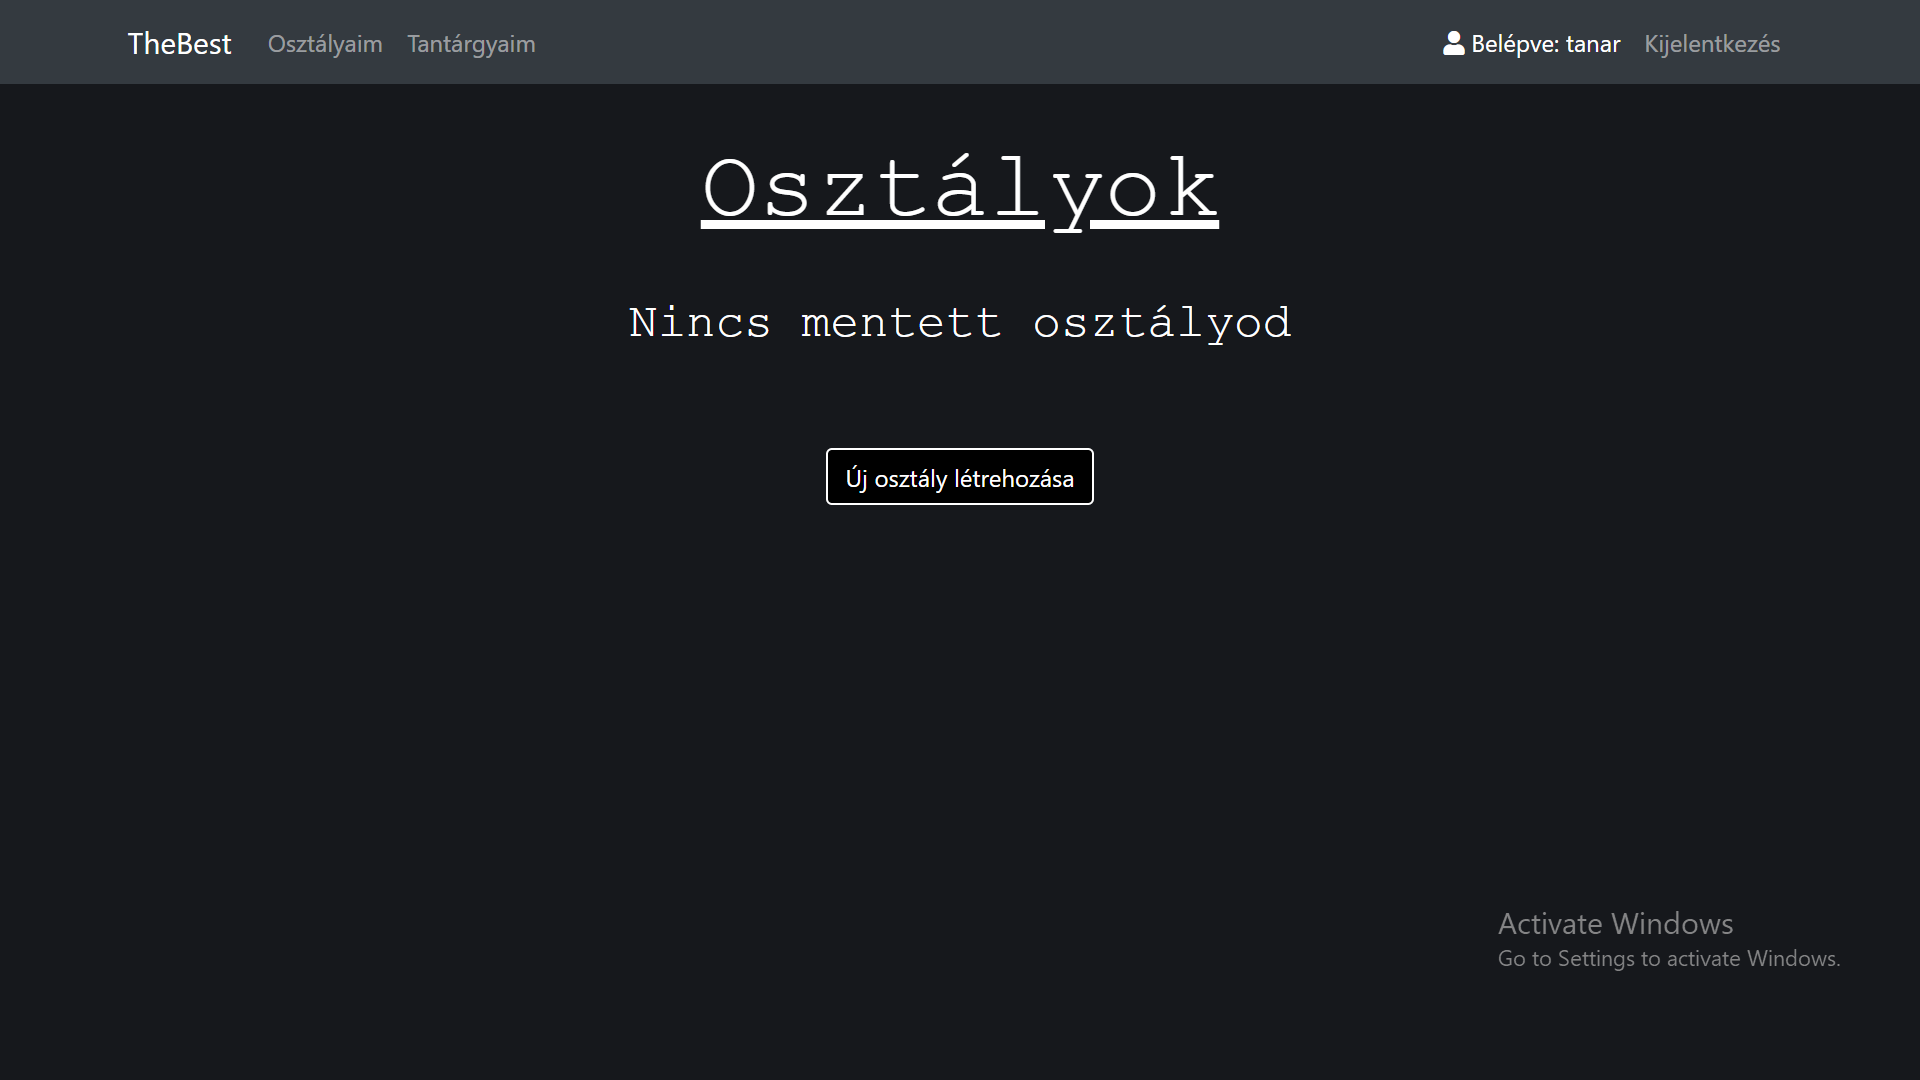 TheBest Osztályaim Tantárgyaim Belépve: tanar Kijelentkezés
Osztályok
Nincs mentett osztályod
Új osztály létrehozása
Activate Windows
Go to Settings to activate Windows.